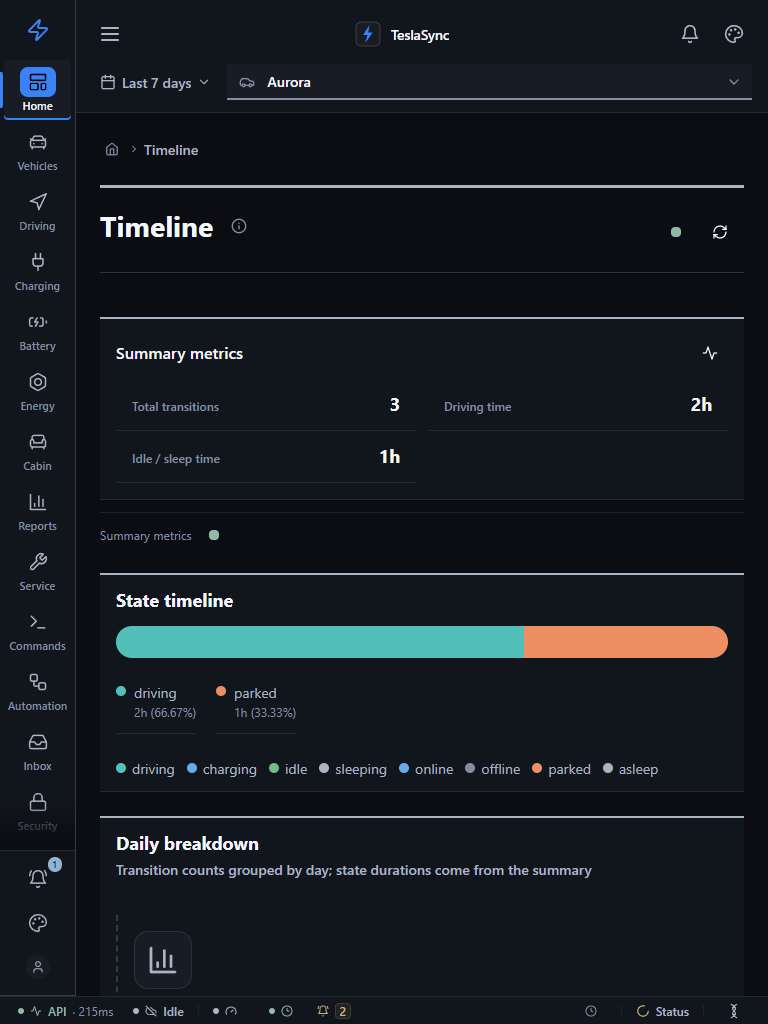 TeslaSync
Last 7 days
Aurora
Home
Vehicles
Driving
Charging
Battery
Energy
Cabin
Reports
Service
Commands
Automation
Inbox
Security
1
Timeline
Timeline
Summary metrics
Total transitions 3
Driving time 2h
Idle / sleep time 1h
Summary metrics
State timeline
driving parked
2h (66.67%) 1h (33.33%)
driving charging idle sleeping online offline parked asleep
Daily breakdown
Transition counts grouped by day; state durations come from the summary
API · 215ms Idle 2 Status